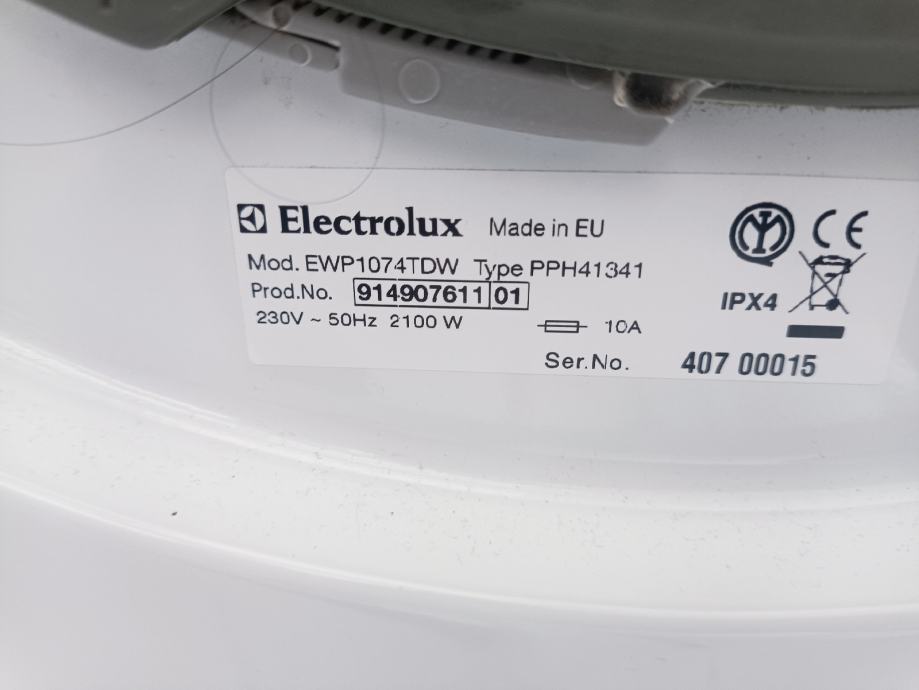 Electrolux Made in EU
Mod. EWP1074TDW Type PPH41341
Prod.No. 914907611 01
230V ~ 50Hz 2100 W 10A
Ser.No. 407 00015
CE
IPX4